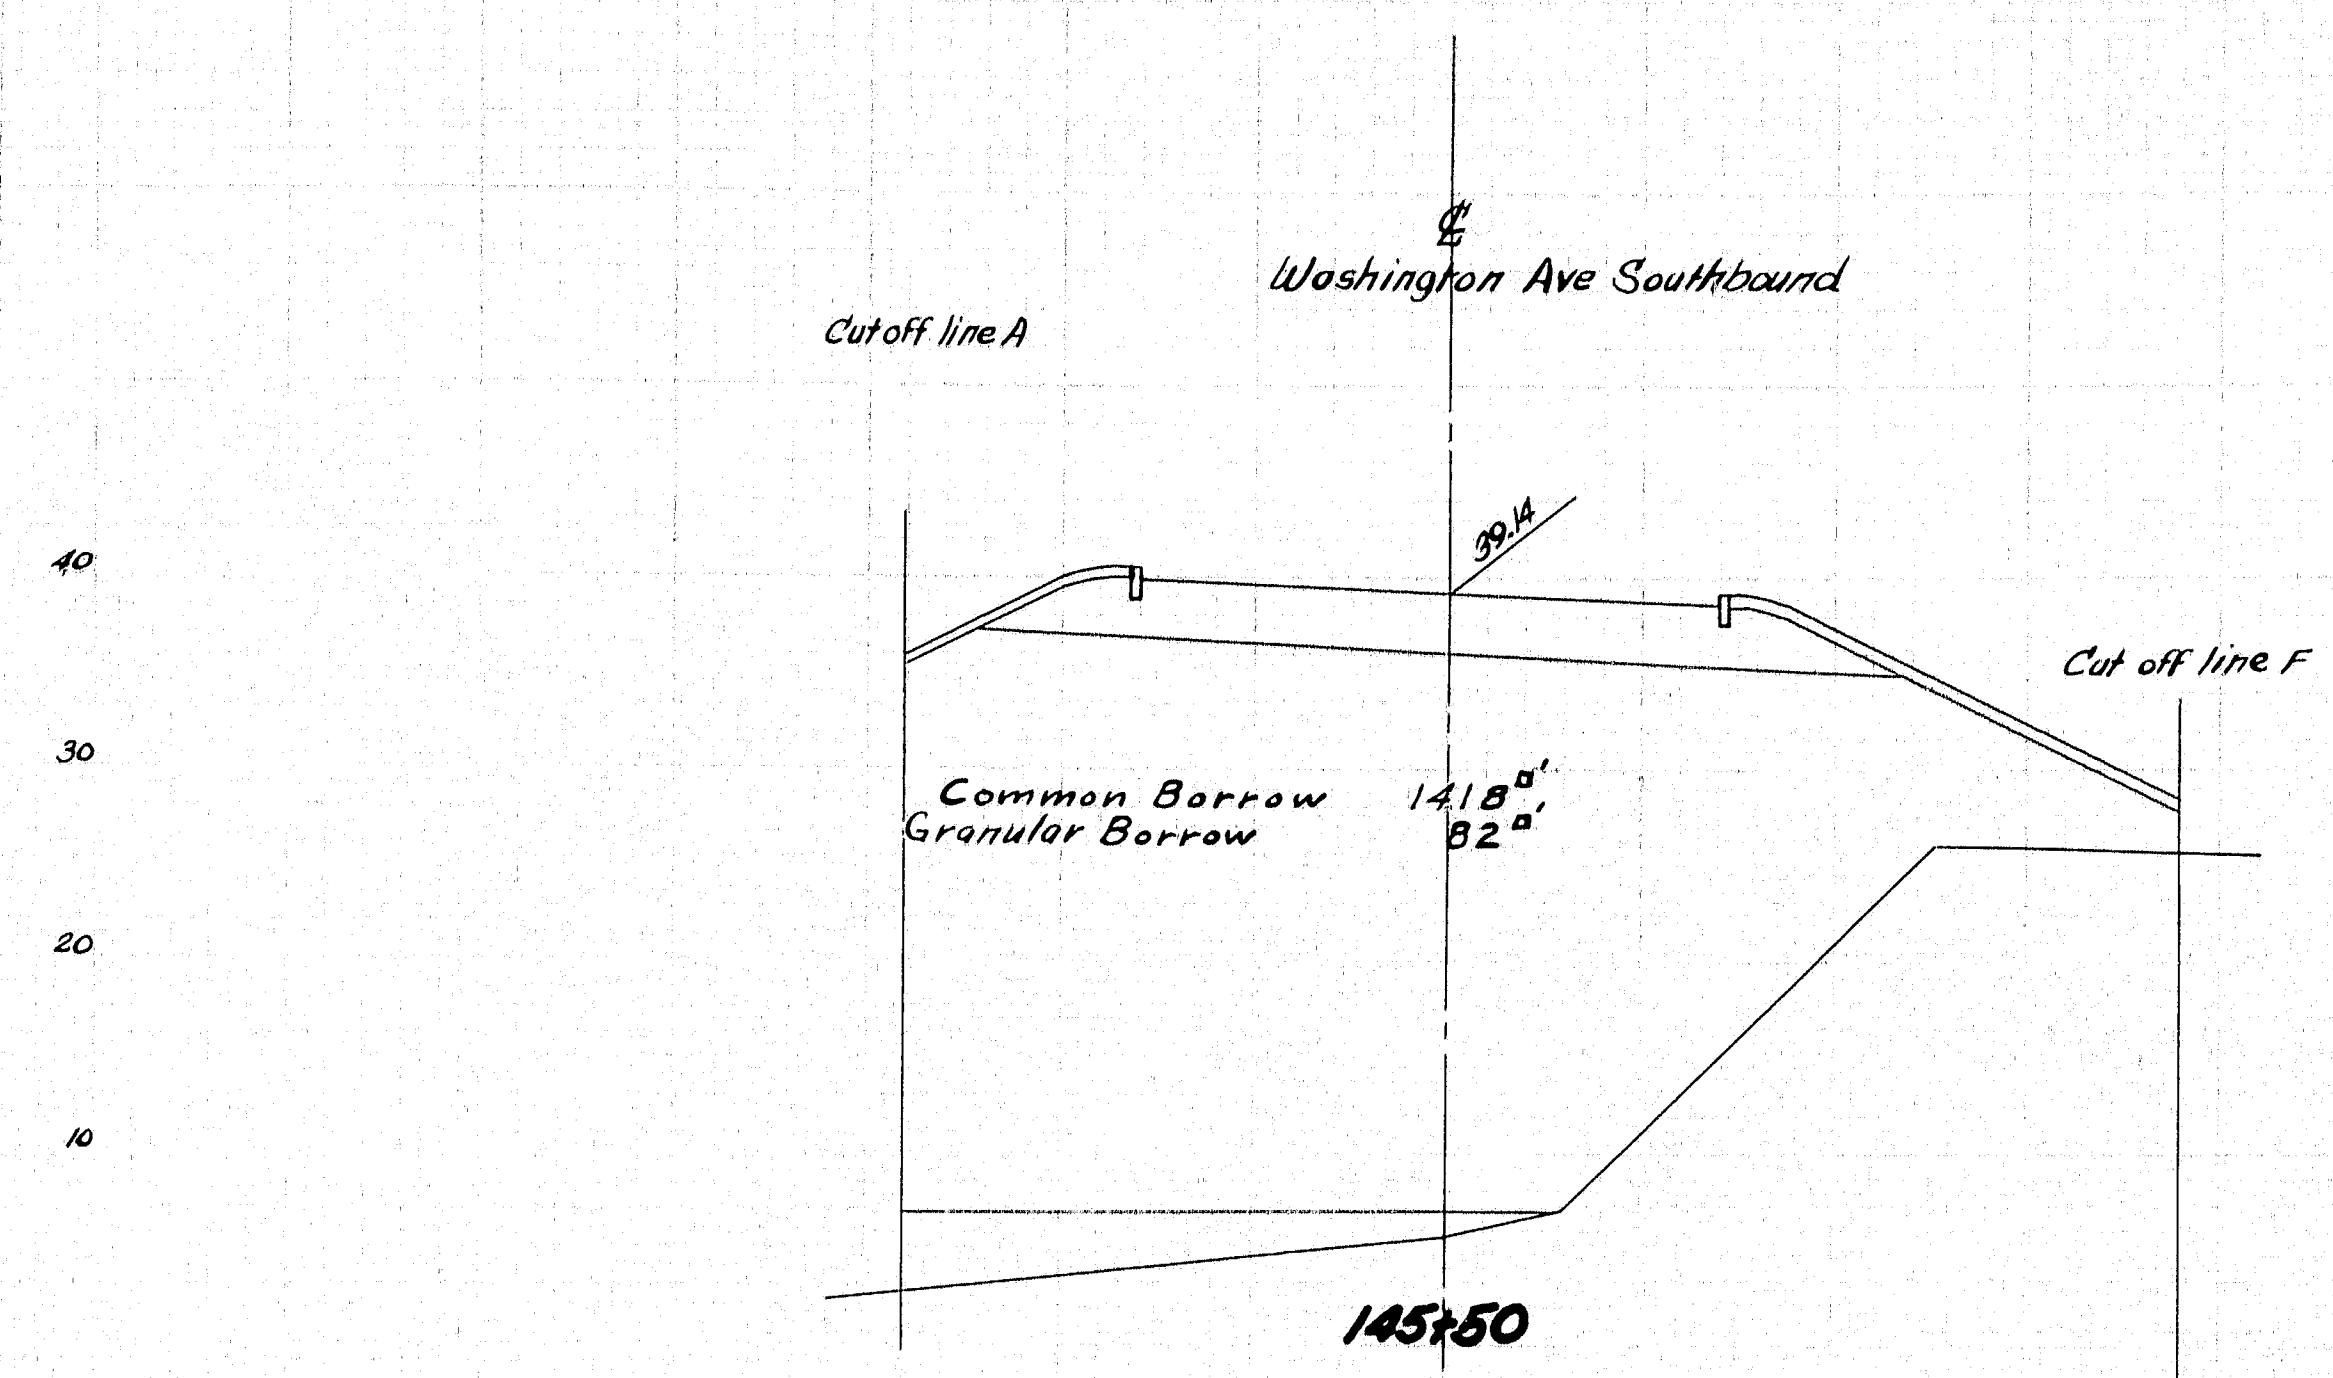 ℄
Washington Ave Southbound
Cutoff line A
39.14
40
Cut off line F
30
Common Borrow 1418□'
Granular Borrow 82□'
20
10
145+50